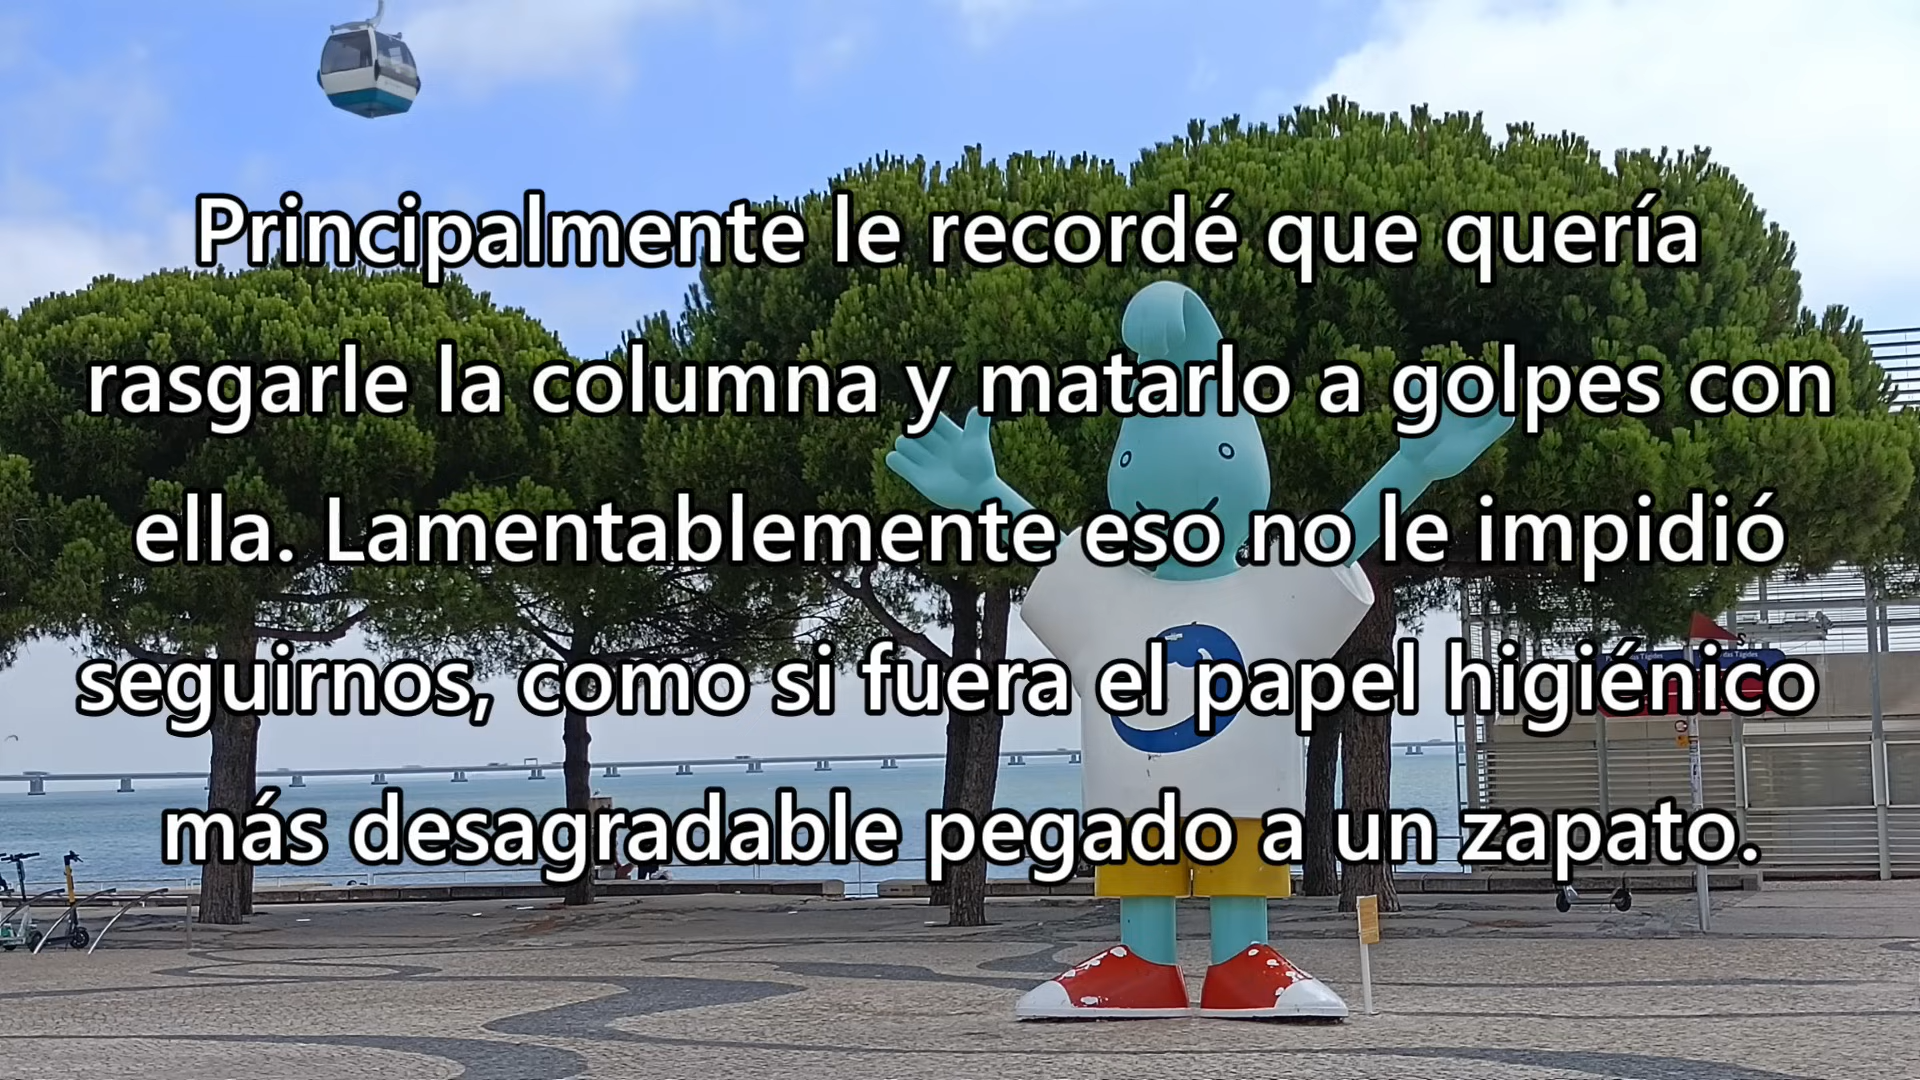 Principalmente le recordé que quería
rasgarle la columna y matarlo a golpes con
ella. Lamentablemente eso no le impidió
seguirnos, como si fuera el papel higiénico
más desagradable pegado a un zapato.